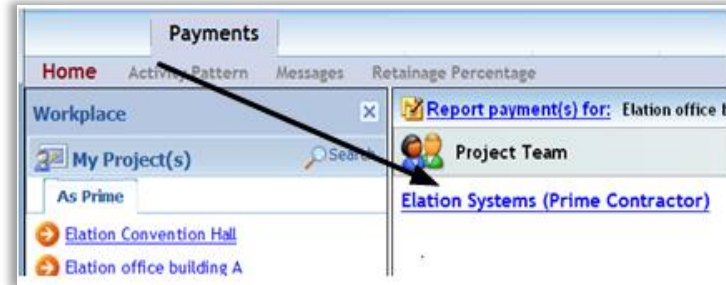 Payments
Home Activity Pattern Messages Retainage Percentage
Workplace
My Project(s) Search
As Prime
Elation Convention Hall
Elation office building A
Report payment(s) for: Elation office
Project Team
Elation Systems (Prime Contractor)